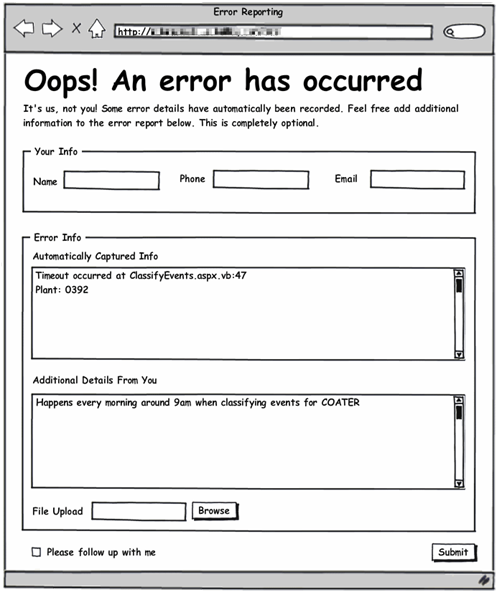 Error Reporting
http://
Oops! An error has occurred
It's us, not you! Some error details have automatically been recorded. Feel free add additional
information to the error report below. This is completely optional.
Your Info
Name Phone Email
Error Info
Automatically Captured Info
Timeout occurred at ClassifyEvents.aspx.vb:47
Plant: 0392
Additional Details From You
Happens every morning around 9am when classifying events for COATER
File Upload Browse
Please follow up with me Submit